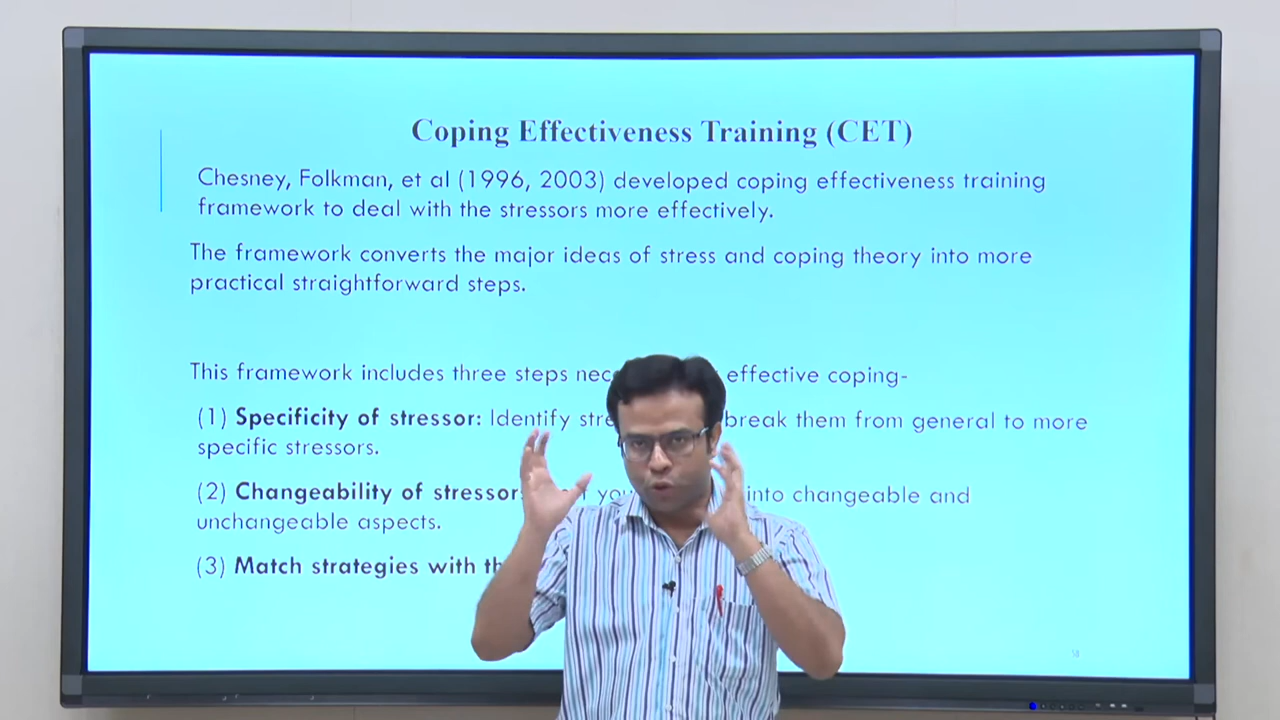 Coping Effectiveness Training (CET)
Chesney, Folkman, et al (1996, 2003) developed coping effectiveness training
framework to deal with the stressors more effectively.
The framework converts the major ideas of stress and coping theory into more
practical straightforward steps.
This framework includes three steps effective coping-
(1) Specificity of stressor: Identify break them from general to more
specific stressors.
(2) Changeability of stressor: into changeable and
unchangeable aspects.
(3) Match strategies with
18